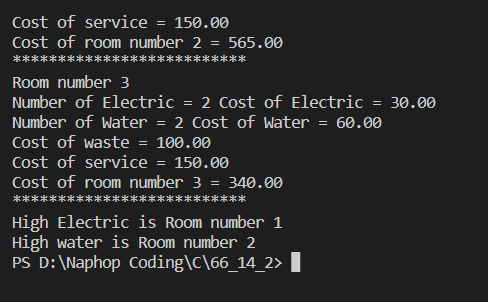 Cost of service = 150.00
Cost of room number 2 = 565.00
**************************
Room number 3
Number of Electric = 2 Cost of Electric = 30.00
Number of Water = 2 Cost of Water = 60.00
Cost of waste = 100.00
Cost of service = 150.00
Cost of room number 3 = 340.00
**************************
High Electric is Room number 1
High water is Room number 2
PS D:\Naphop Coding\C\66_14_2>